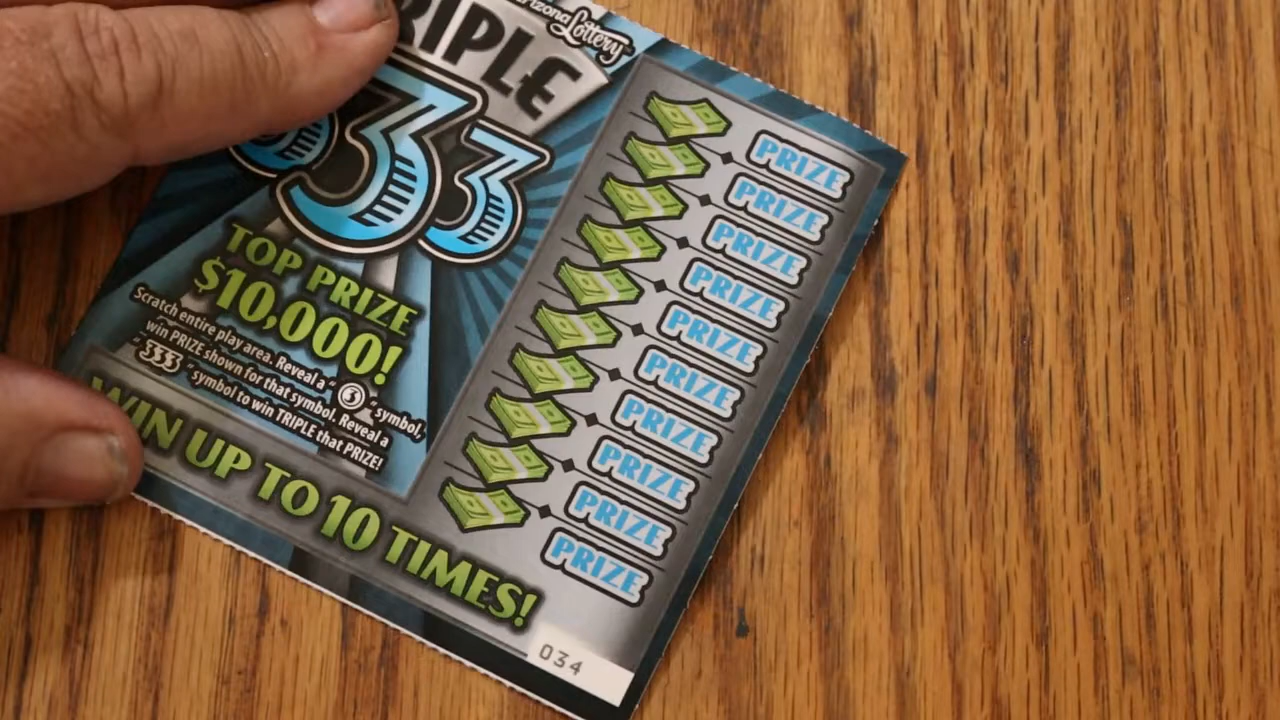 Lottery
333
TOP PRIZE
$10,000!
Scratch entire play area. Reveal a "③" symbol,
win PRIZE shown for that symbol. Reveal a
"333" symbol to win TRIPLE that PRIZE!
WIN UP TO 10 TIMES!
PRIZE
PRIZE
PRIZE
PRIZE
PRIZE
PRIZE
PRIZE
PRIZE
PRIZE
PRIZE
034